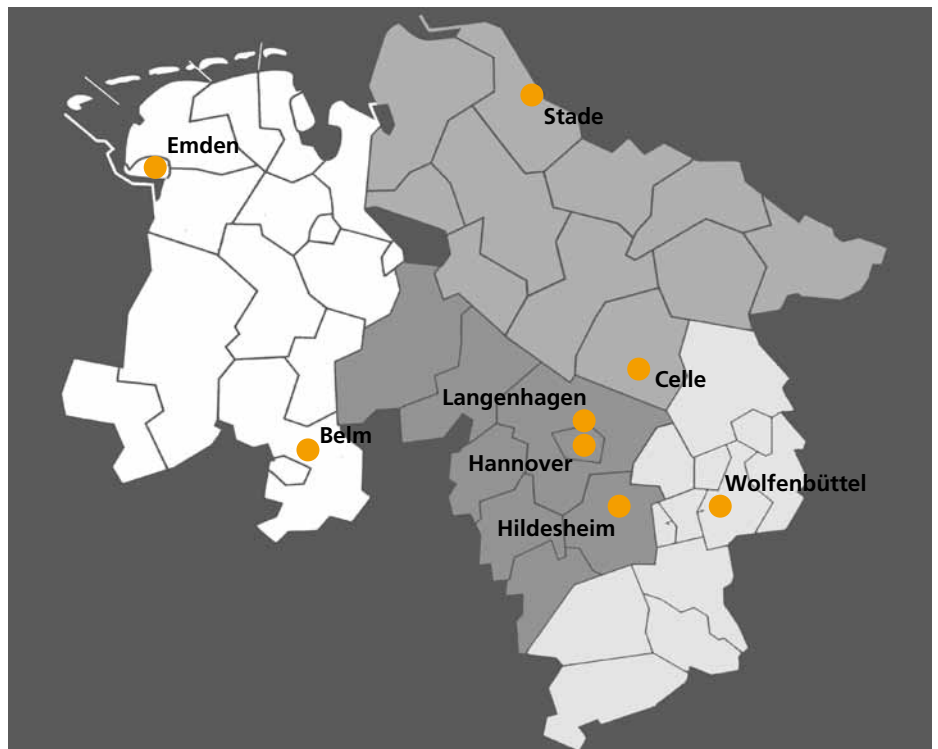 Stade
Emden
Celle
Langenhagen
Belm
Hannover
Wolfenbüttel
Hildesheim